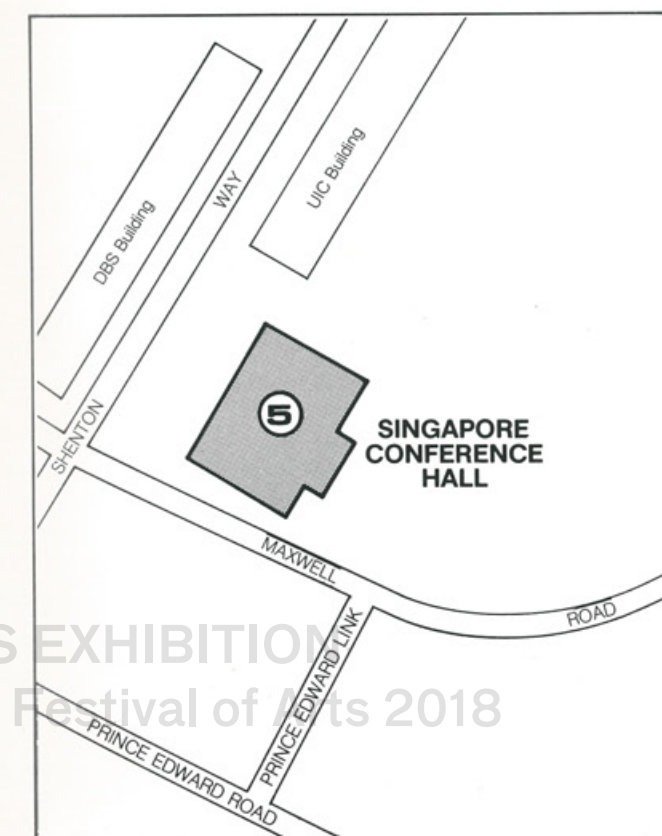 DBS Building
WAY
UIC Building
5
SHENTON
SINGAPORE
CONFERENCE
HALL
MAXWELL
ROAD
PRINCE EDWARD LINK
PRINCE EDWARD ROAD
S EXHIBITION
Festival of Arts 2018